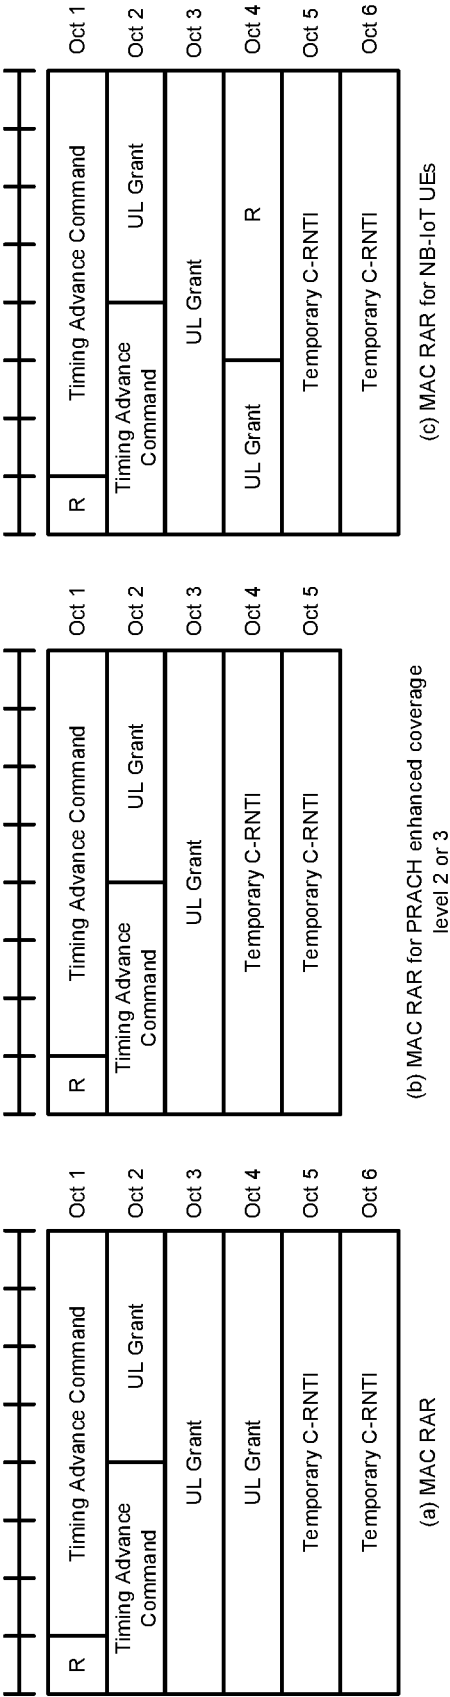 R
Timing Advance Command
Oct 1
Timing Advance
Command
UL Grant
Oct 2
UL Grant
Oct 3
UL Grant
Oct 4
Temporary C-RNTI
Oct 5
Temporary C-RNTI
Oct 6
(a) MAC RAR
R
Timing Advance Command
Oct 1
Timing Advance
Command
UL Grant
Oct 2
UL Grant
Oct 3
Temporary C-RNTI
Oct 4
Temporary C-RNTI
Oct 5
(b) MAC RAR for PRACH enhanced coverage
level 2 or 3
R
Timing Advance Command
Oct 1
Timing Advance
Command
UL Grant
Oct 2
UL Grant
Oct 3
UL Grant
R
Oct 4
Temporary C-RNTI
Oct 5
Temporary C-RNTI
Oct 6
(c) MAC RAR for NB-IoT UEs